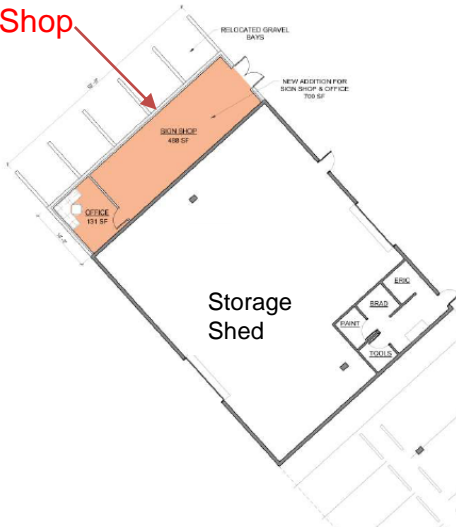 Shop
RELOCATED GRAVEL
BAYS
NEW ADDITION FOR
SIGN SHOP & OFFICE
700 SF
SIGN SHOP
488 SF
OFFICE
131 SF
Storage
Shed
ERIC
BRAD
PAINT
TOOLS